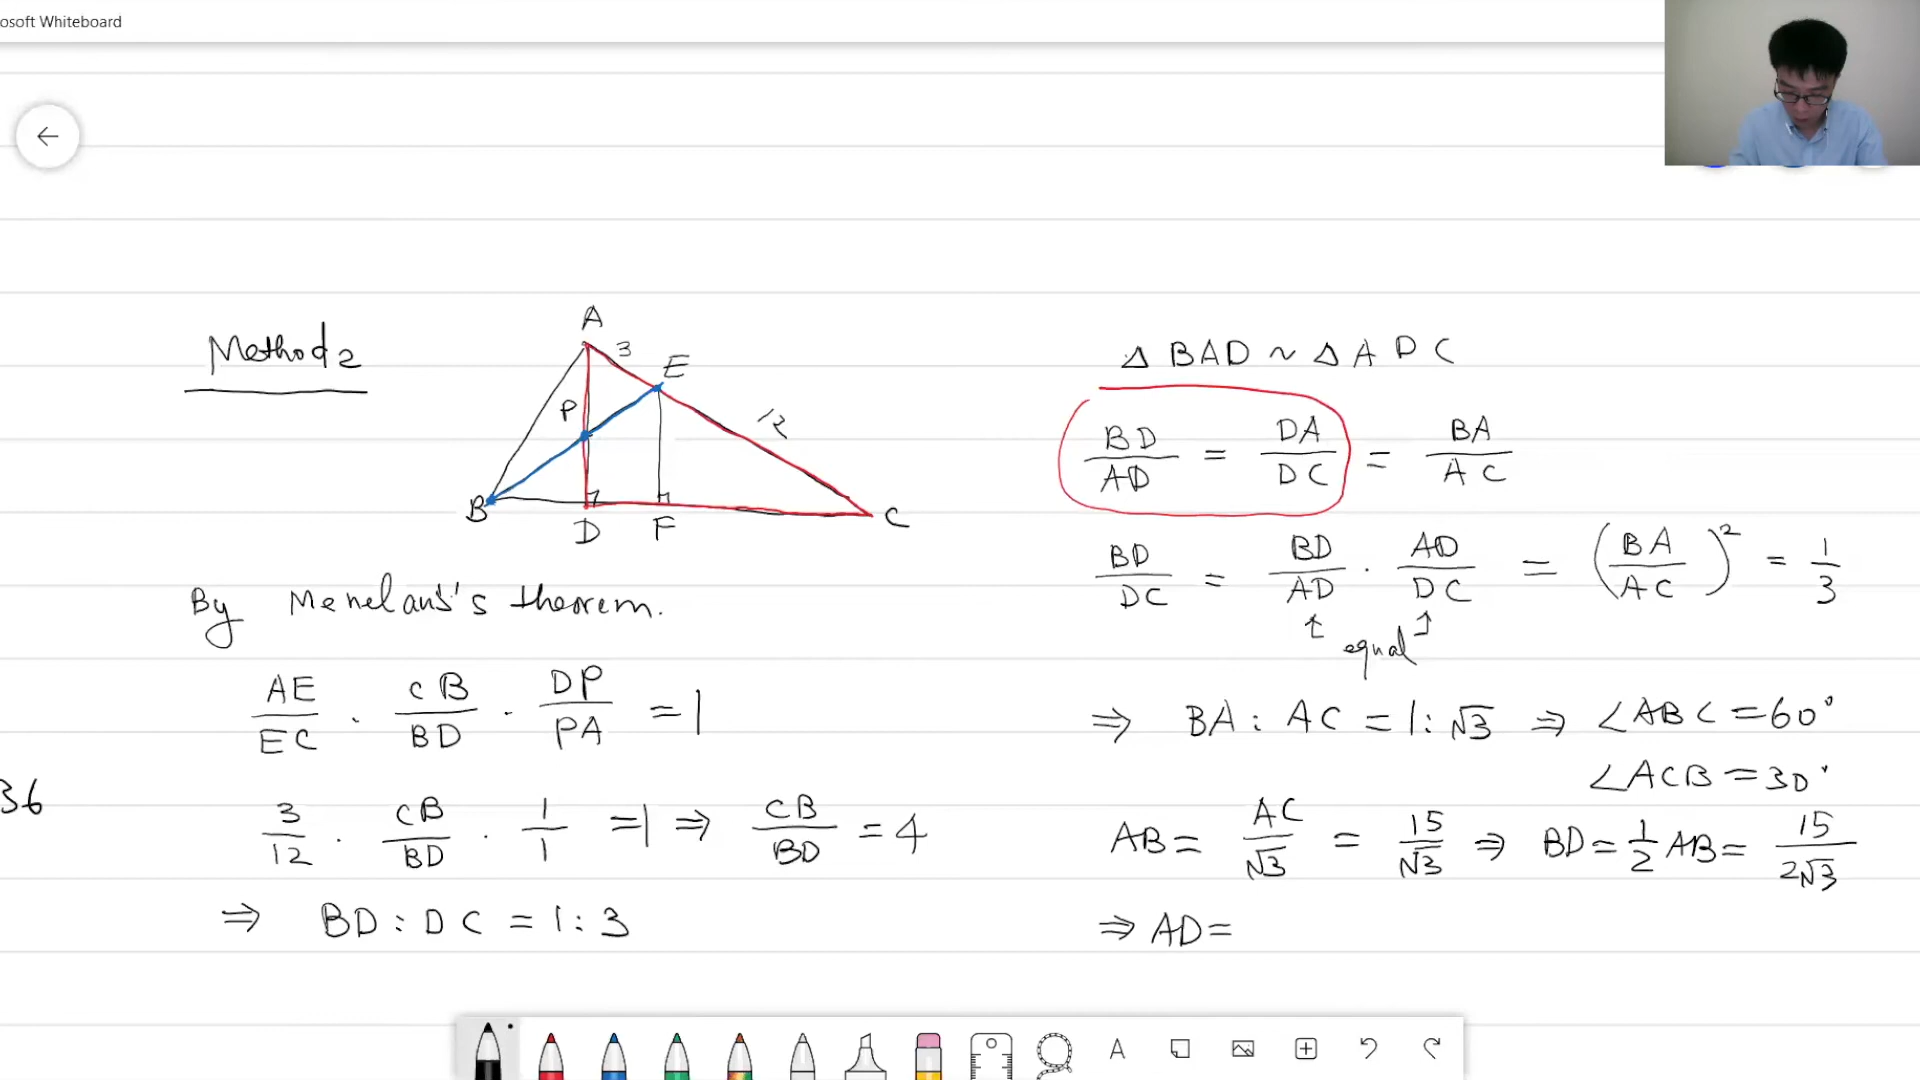 osoft Whiteboard
Method 2
A
3
E
P
12
B
D
F
C
By Menelaus's theorem.
AE/EC · CB/BD · DP/PA = 1
36
3/12 · CB/BD · 1/1 = 1 ⇒ CB/BD = 4
⇒ BD : DC = 1 : 3
△ BAD ~ △ ADC
BD/AD = DA/DC = BA/AC
BD/DC = BD/AD · AD/DC = (BA/AC)² = 1/3
↑ equal ↑
⇒ BA : AC = 1 : √3 ⇒ ∠ABC = 60°
∠ACB = 30°
AB = AC/√3 = 15/√3 ⇒ BD = 1/2 AB = 15/2√3
⇒ AD =
A